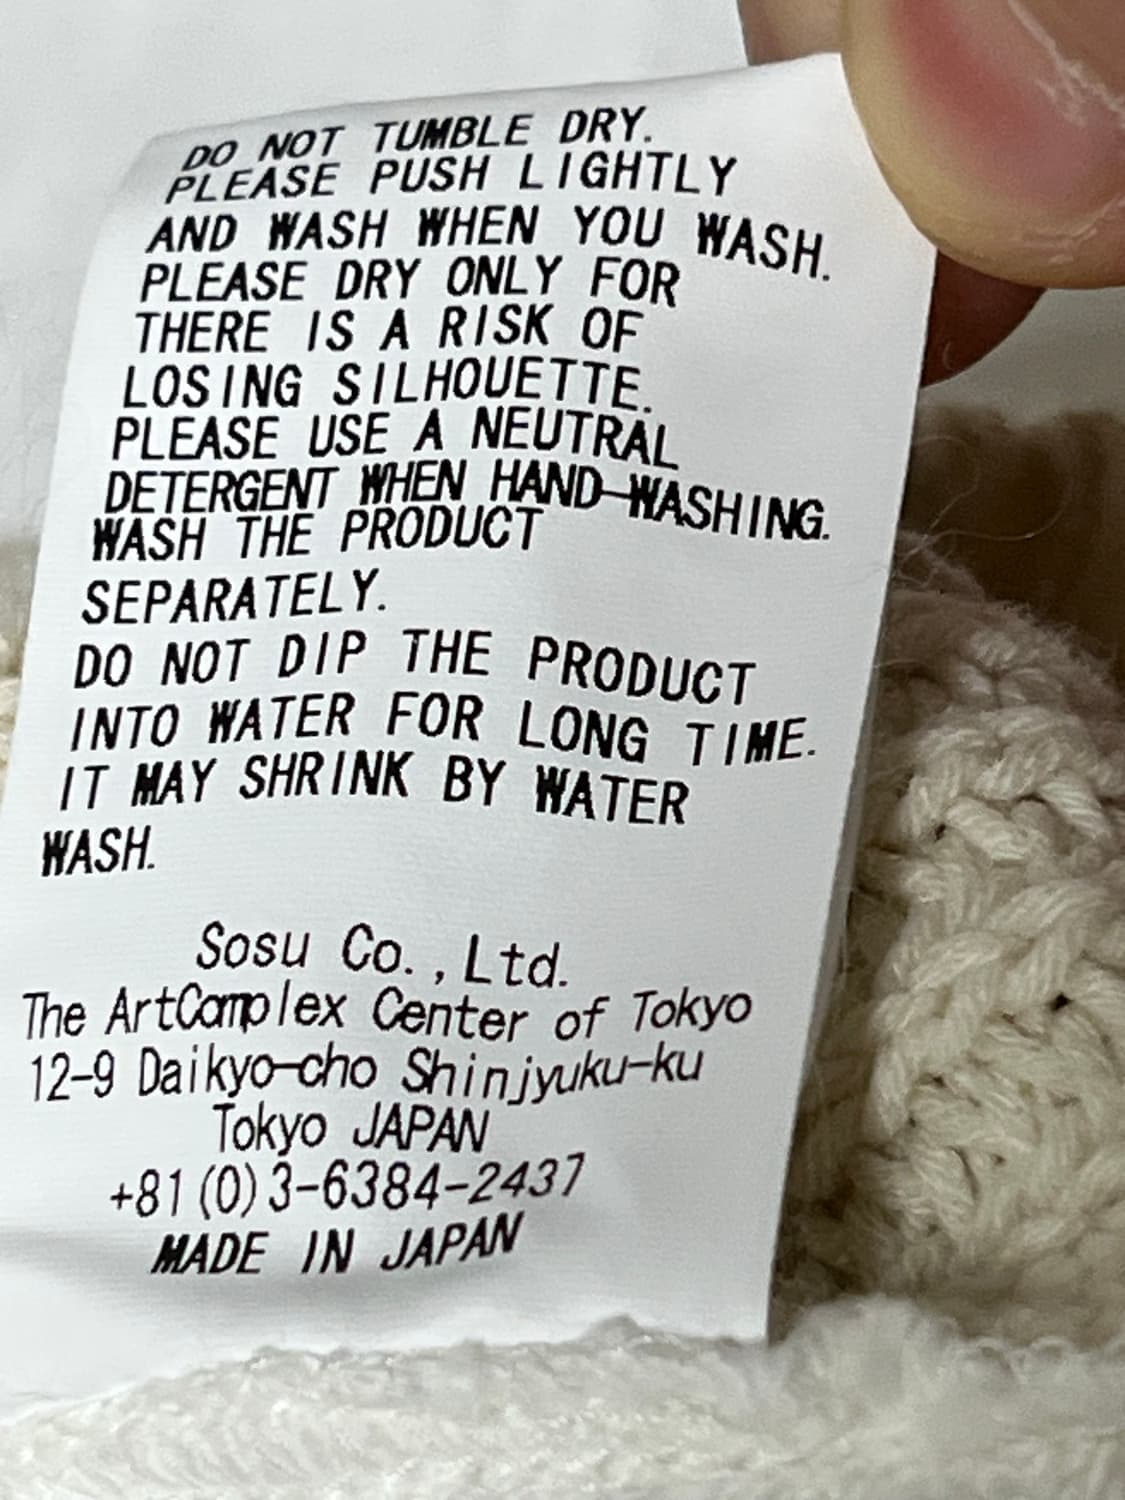 DO NOT TUMBLE DRY.
PLEASE PUSH LIGHTLY
AND WASH WHEN YOU WASH.
PLEASE DRY ONLY FOR
THERE IS A RISK OF
LOSING SILHOUETTE.
PLEASE USE A NEUTRAL
DETERGENT WHEN HAND-WASHING.
WASH THE PRODUCT
SEPARATELY.
DO NOT DIP THE PRODUCT
INTO WATER FOR LONG TIME.
IT MAY SHRINK BY WATER
WASH.
Sosu Co.,Ltd.
The ArtComplex Center of Tokyo
12-9 Daikyo-cho Shinjyuku-ku
Tokyo JAPAN
+81(0)3-6384-2437
MADE IN JAPAN